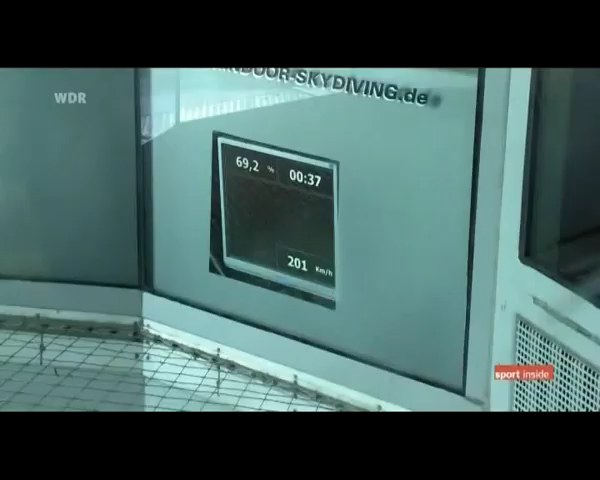 WDR
INDOOR-SKYDIVING.de
69,2 % 00:37
201 Km/h
sport inside